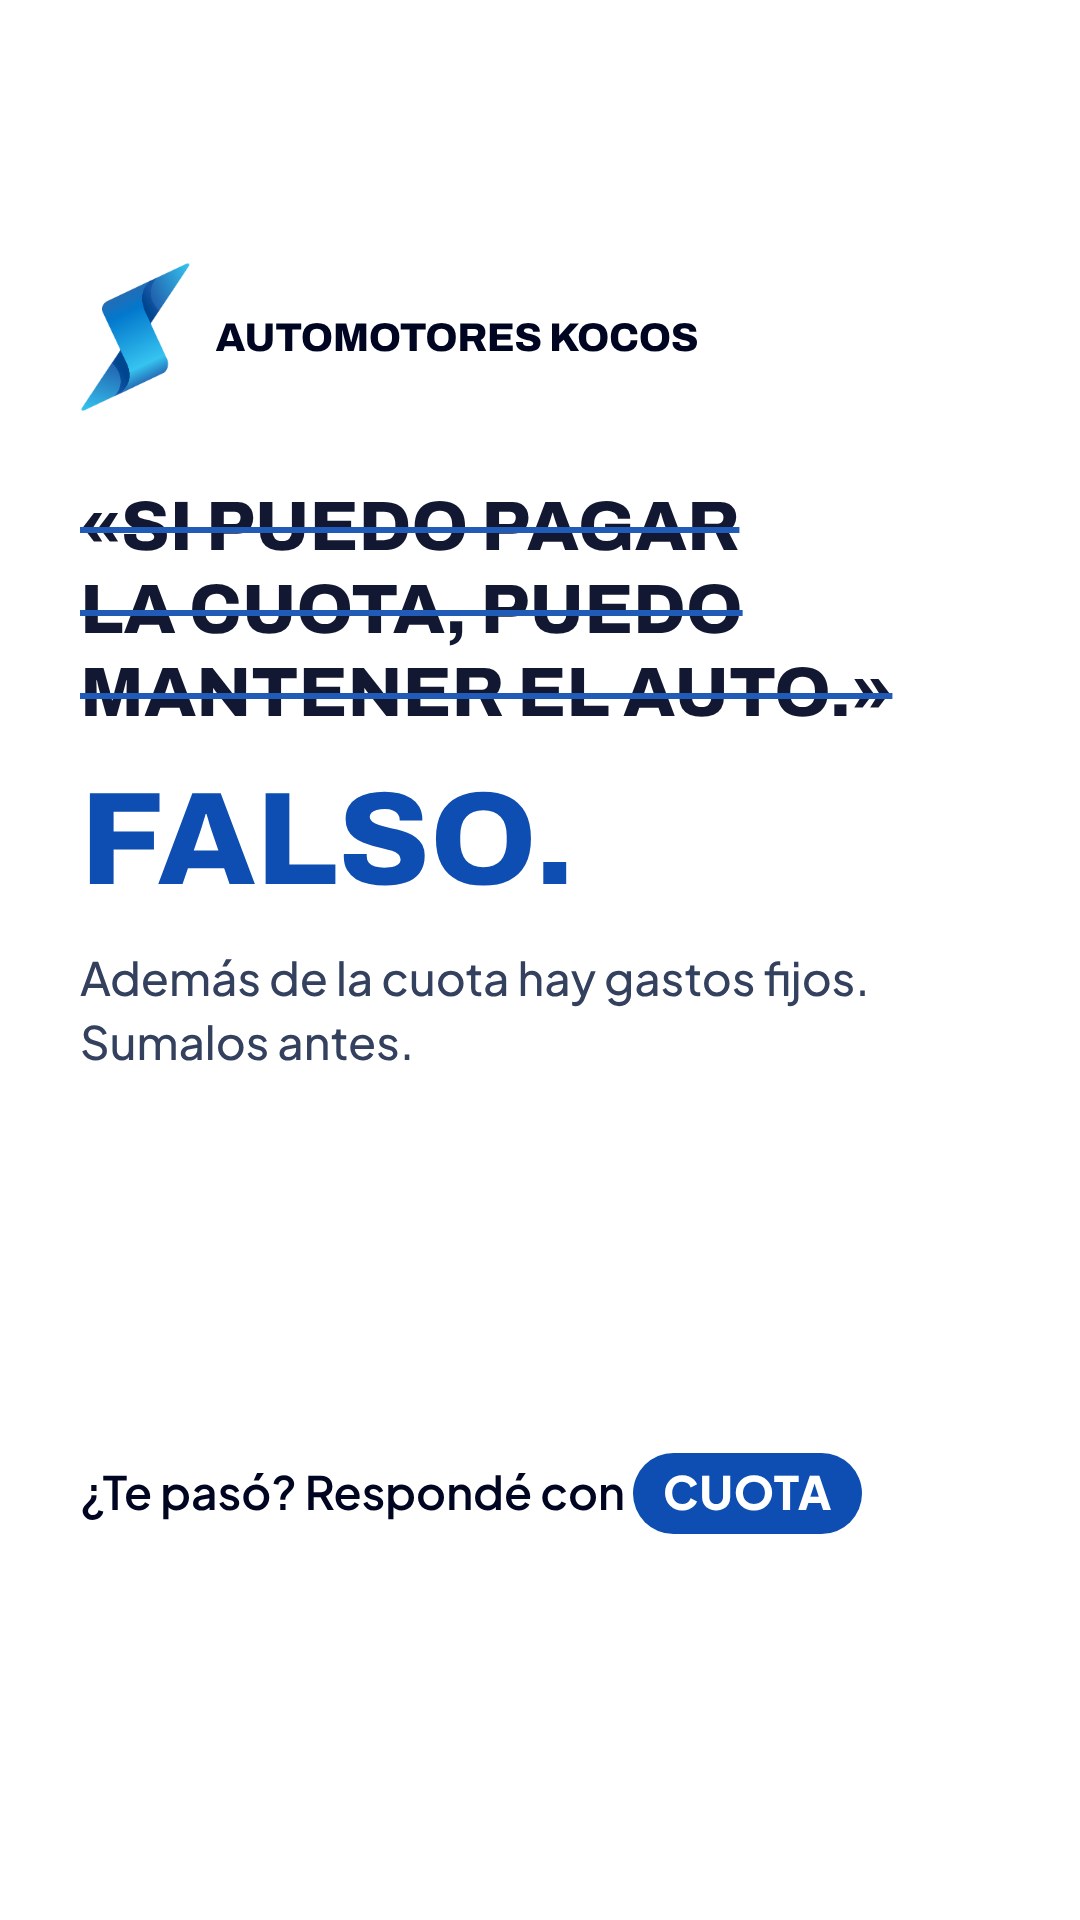 AUTOMOTORES KOCOS
«SI PUEDO PAGAR
LA CUOTA, PUEDO
MANTENER EL AUTO.»
FALSO.
Además de la cuota hay gastos fijos.
Sumalos antes.
¿Te pasó? Respondé con CUOTA